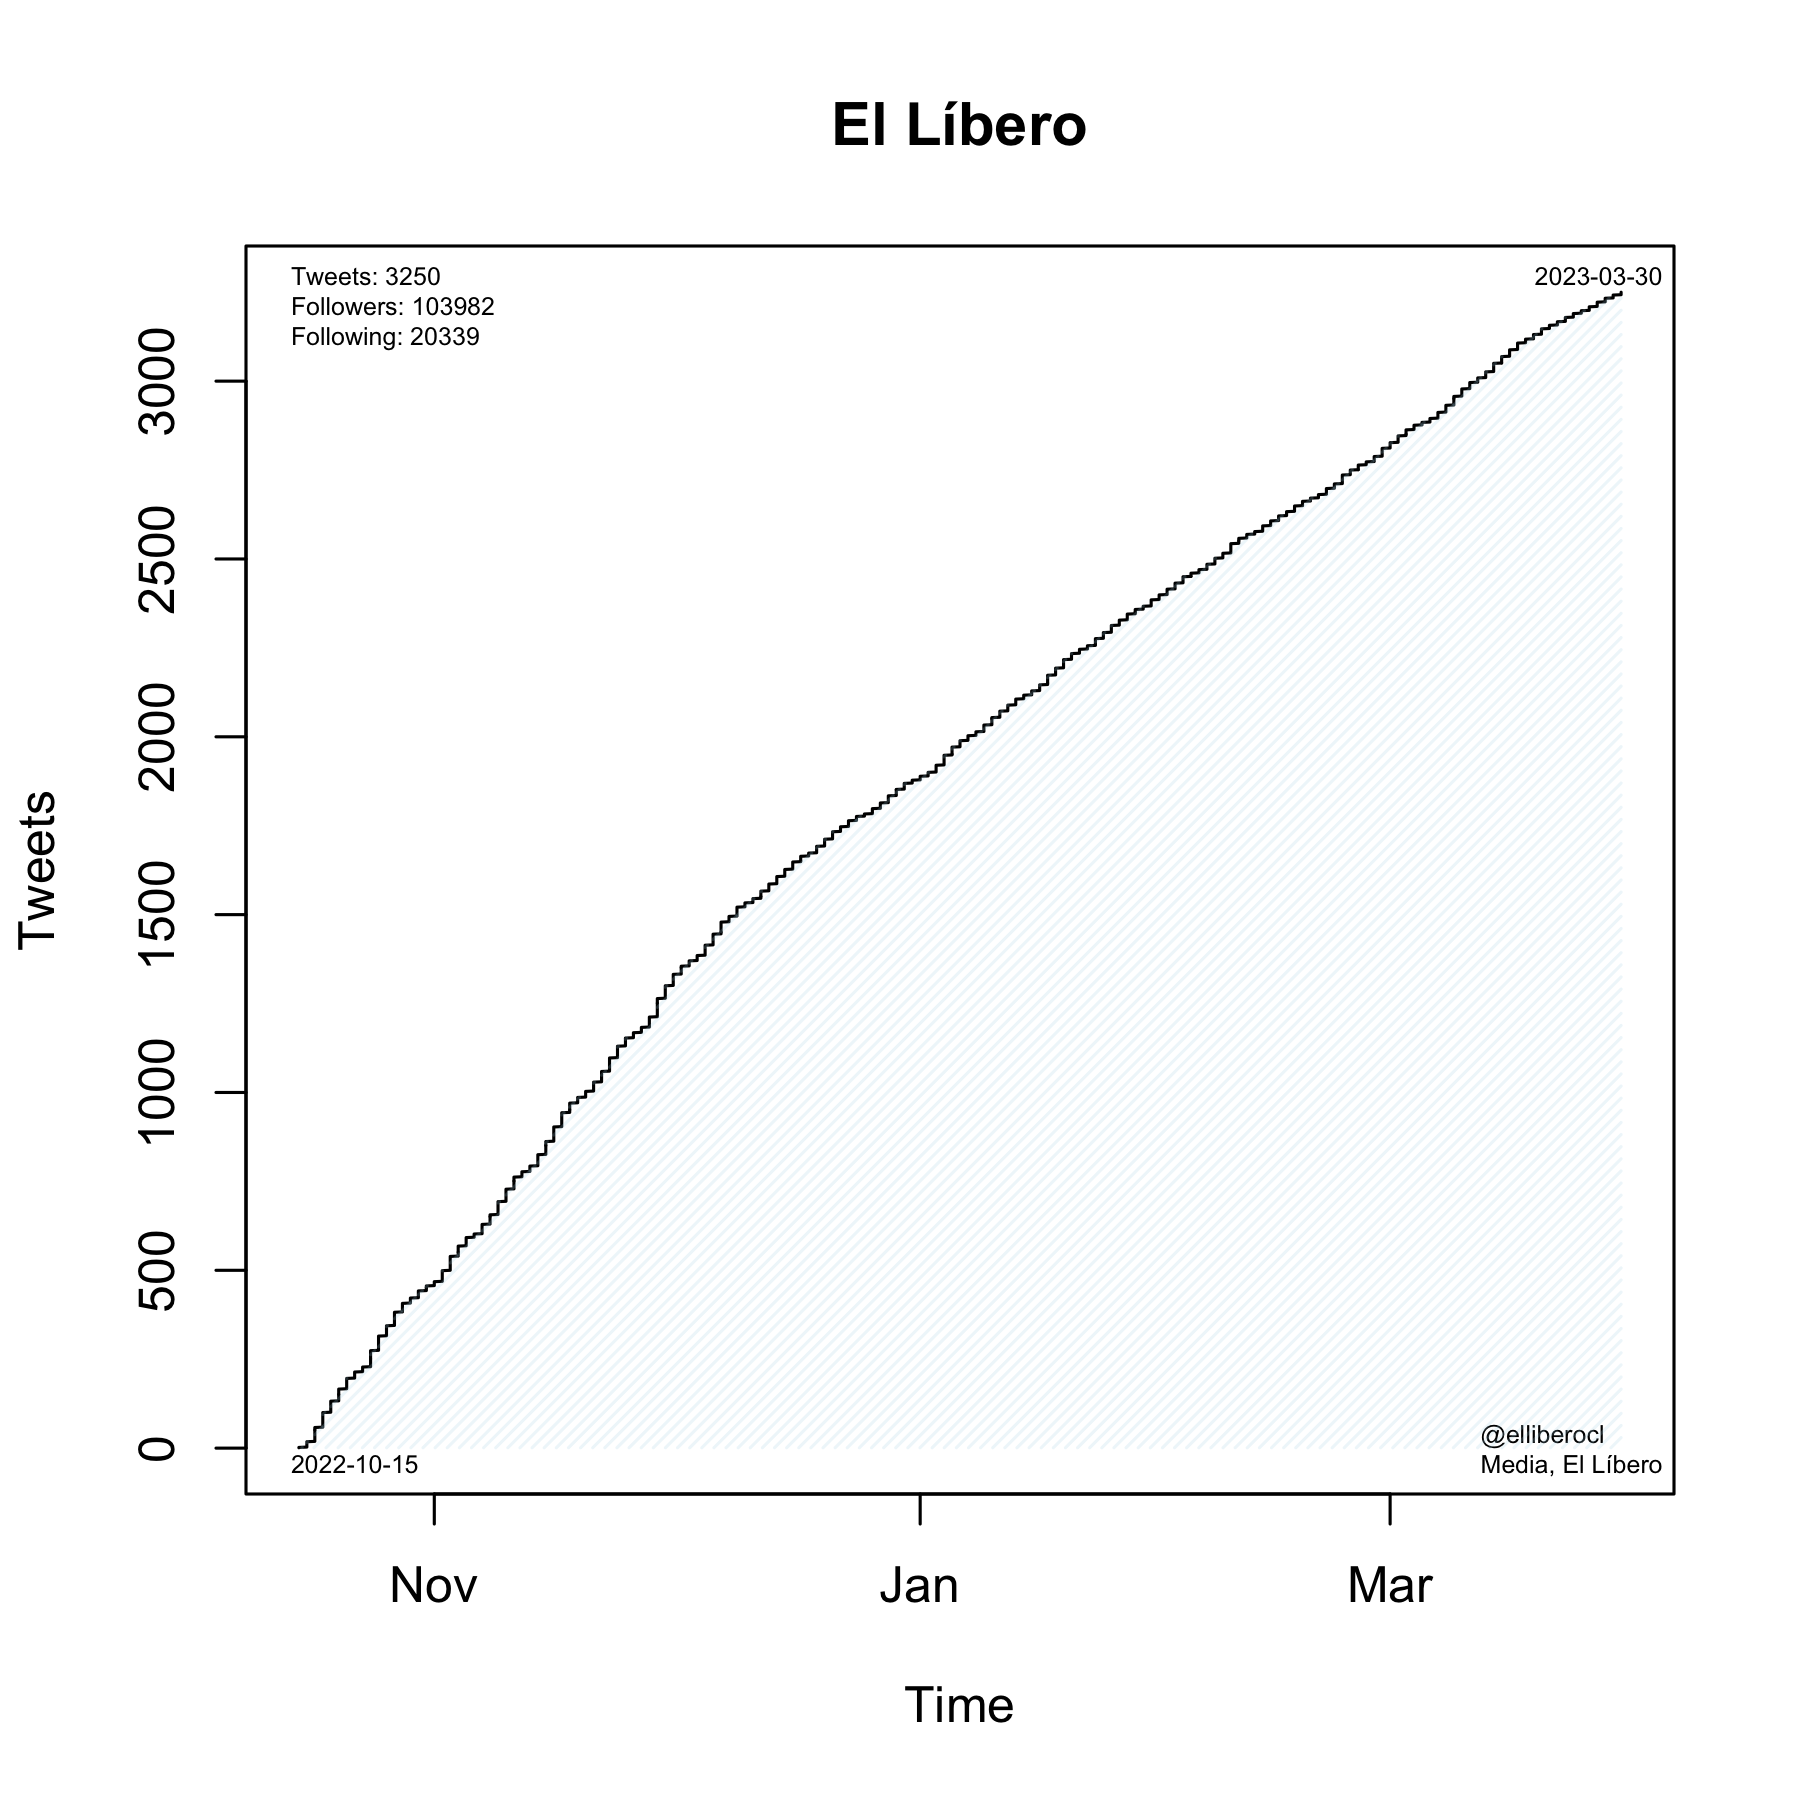 El Líbero
Tweets: 3250
Followers: 103982
Following: 20339
2023-03-30
3000
2500
2000
1500
1000
500
0
Tweets
2022-10-15
@elliberocl
Media, El Líbero
Nov
Jan
Mar
Time